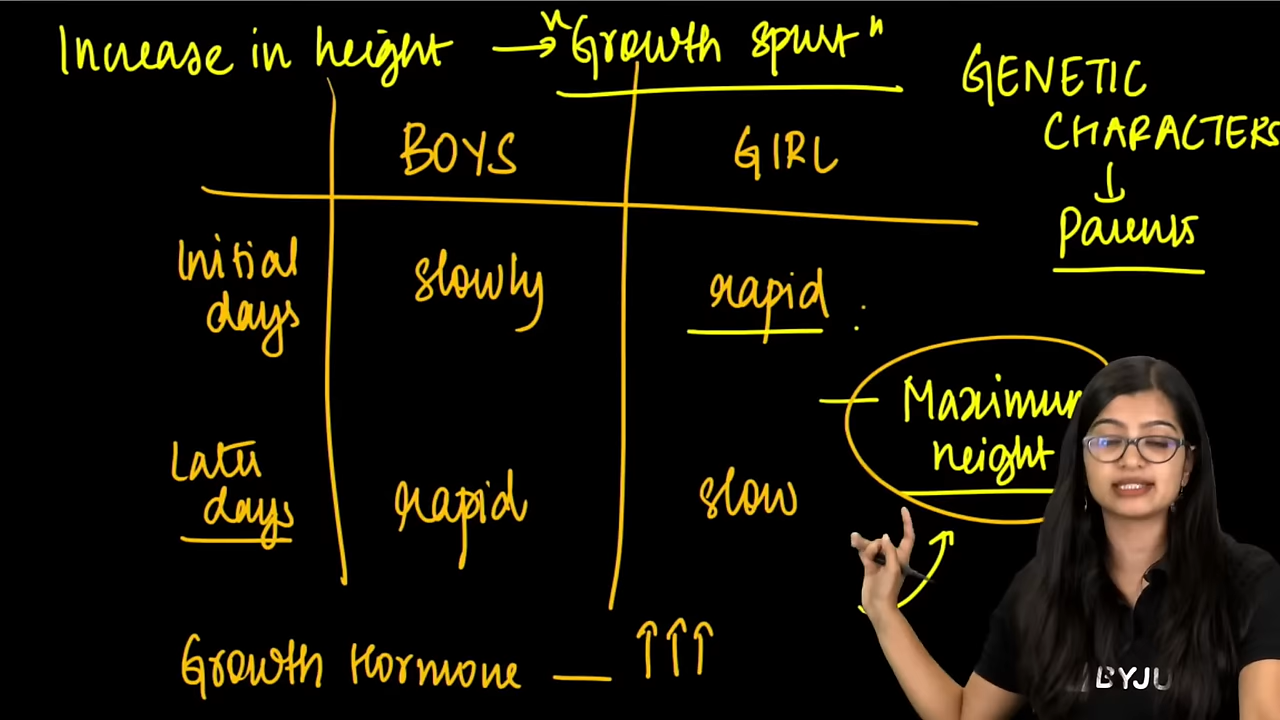 Increase in height → "Growth spurt"
GENETIC
CHARACTERS
↓
Parents
BOYS GIRL
Initial
days slowly rapid :
Maximum
height
Later
days rapid slow
Growth Hormone — ↑↑↑
BYJU